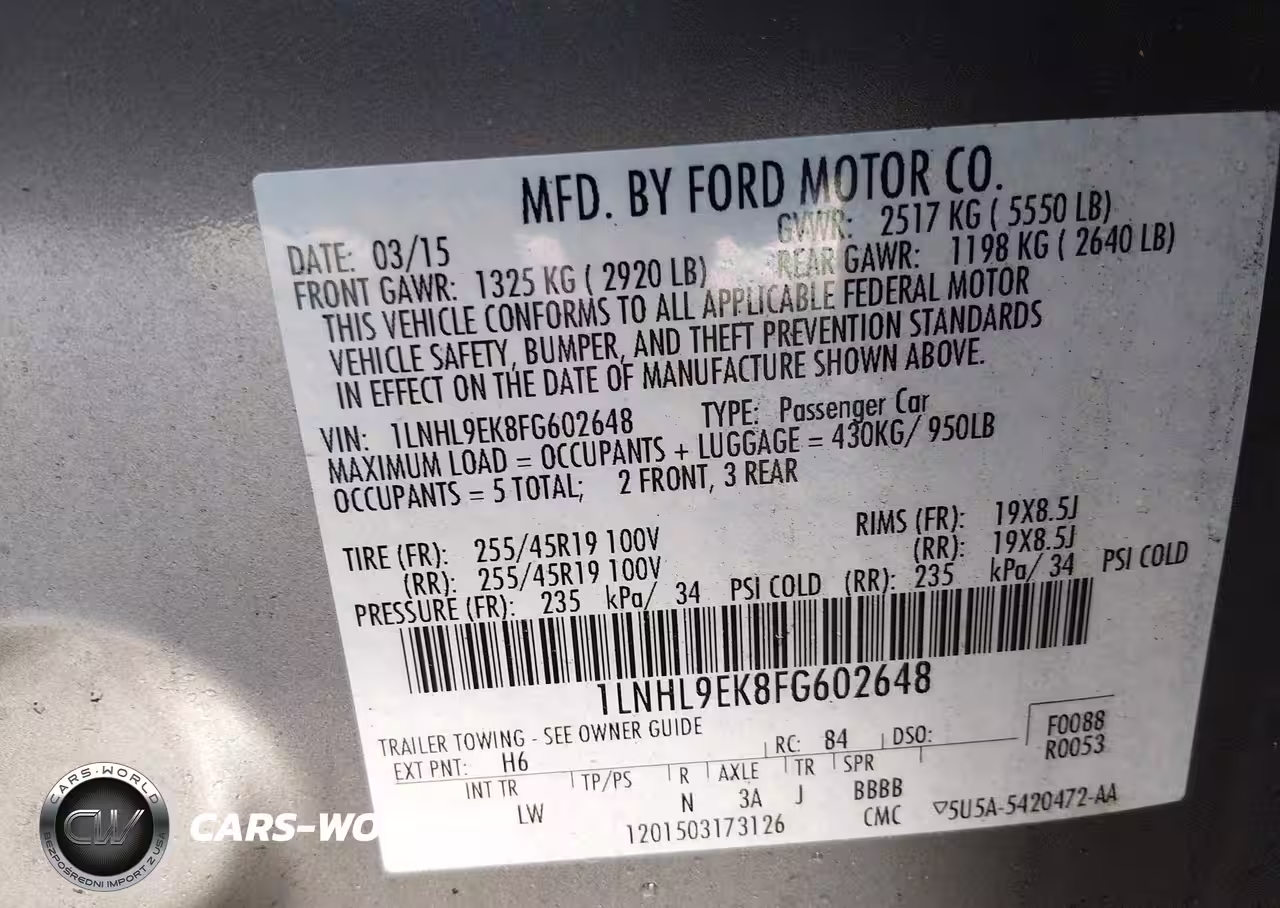 MFD. BY FORD MOTOR CO.
DATE: 03/15 GVWR: 2517 KG ( 5550 LB)
FRONT GAWR: 1325 KG ( 2920 LB) REAR GAWR: 1198 KG ( 2640 LB)
THIS VEHICLE CONFORMS TO ALL APPLICABLE FEDERAL MOTOR
VEHICLE SAFETY, BUMPER, AND THEFT PREVENTION STANDARDS
IN EFFECT ON THE DATE OF MANUFACTURE SHOWN ABOVE.
VIN: 1LNHL9EK8FG602648 TYPE: Passenger Car
MAXIMUM LOAD = OCCUPANTS + LUGGAGE = 430KG/ 950LB
OCCUPANTS = 5 TOTAL; 2 FRONT, 3 REAR
TIRE (FR): 255/45R19 100V RIMS (FR): 19X8.5J
(RR): 255/45R19 100V (RR): 19X8.5J
PRESSURE (FR): 235 kPa/ 34 PSI COLD (RR): 235 kPa/ 34 PSI COLD
1LNHL9EK8FG602648
TRAILER TOWING - SEE OWNER GUIDE
EXT PNT: H6 RC: 84 DSO: F0088
R0053
INT TR TP/PS R AXLE TR SPR
LW N 3A J BBBB
1201503173126 CMC ▽5U5A-5420472-AA
CARS-WORLD
CW
BEZPOŚREDNI IMPORT Z USA
CARS-WO